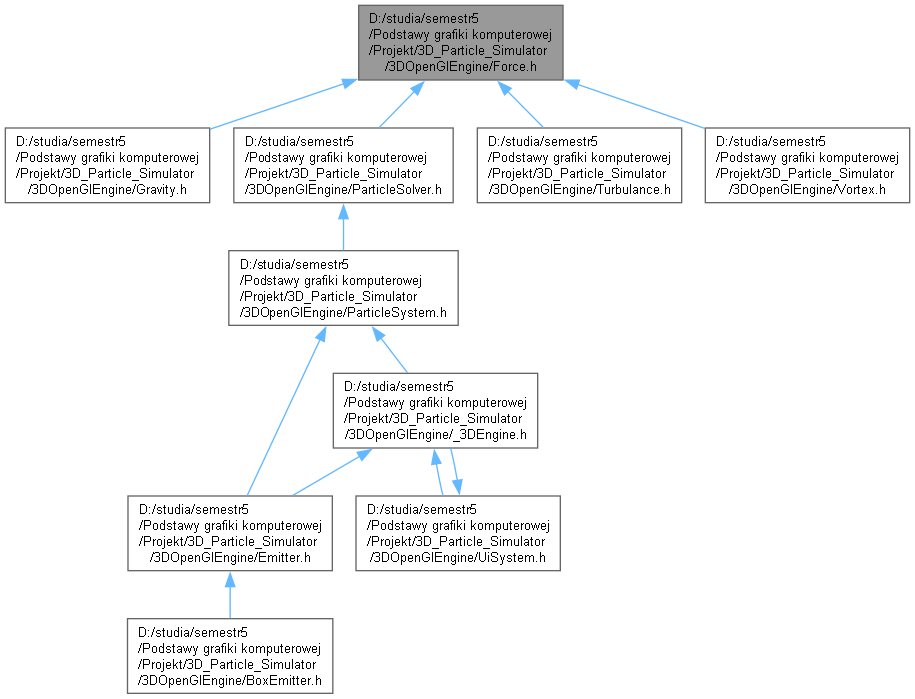 D:/studia/semestr5
/Podstawy grafiki komputerowej
/Projekt/3D_Particle_Simulator
/3DOpenGlEngine/Force.h
D:/studia/semestr5
/Podstawy grafiki komputerowej
/Projekt/3D_Particle_Simulator
/3DOpenGlEngine/Gravity.h
D:/studia/semestr5
/Podstawy grafiki komputerowej
/Projekt/3D_Particle_Simulator
/3DOpenGlEngine/ParticleSolver.h
D:/studia/semestr5
/Podstawy grafiki komputerowej
/Projekt/3D_Particle_Simulator
/3DOpenGlEngine/Turbulance.h
D:/studia/semestr5
/Podstawy grafiki komputerowej
/Projekt/3D_Particle_Simulator
/3DOpenGlEngine/Vortex.h
D:/studia/semestr5
/Podstawy grafiki komputerowej
/Projekt/3D_Particle_Simulator
/3DOpenGlEngine/ParticleSystem.h
D:/studia/semestr5
/Podstawy grafiki komputerowej
/Projekt/3D_Particle_Simulator
/3DOpenGlEngine/_3DEngine.h
D:/studia/semestr5
/Podstawy grafiki komputerowej
/Projekt/3D_Particle_Simulator
/3DOpenGlEngine/Emitter.h
D:/studia/semestr5
/Podstawy grafiki komputerowej
/Projekt/3D_Particle_Simulator
/3DOpenGlEngine/UiSystem.h
D:/studia/semestr5
/Podstawy grafiki komputerowej
/Projekt/3D_Particle_Simulator
/3DOpenGlEngine/BoxEmitter.h